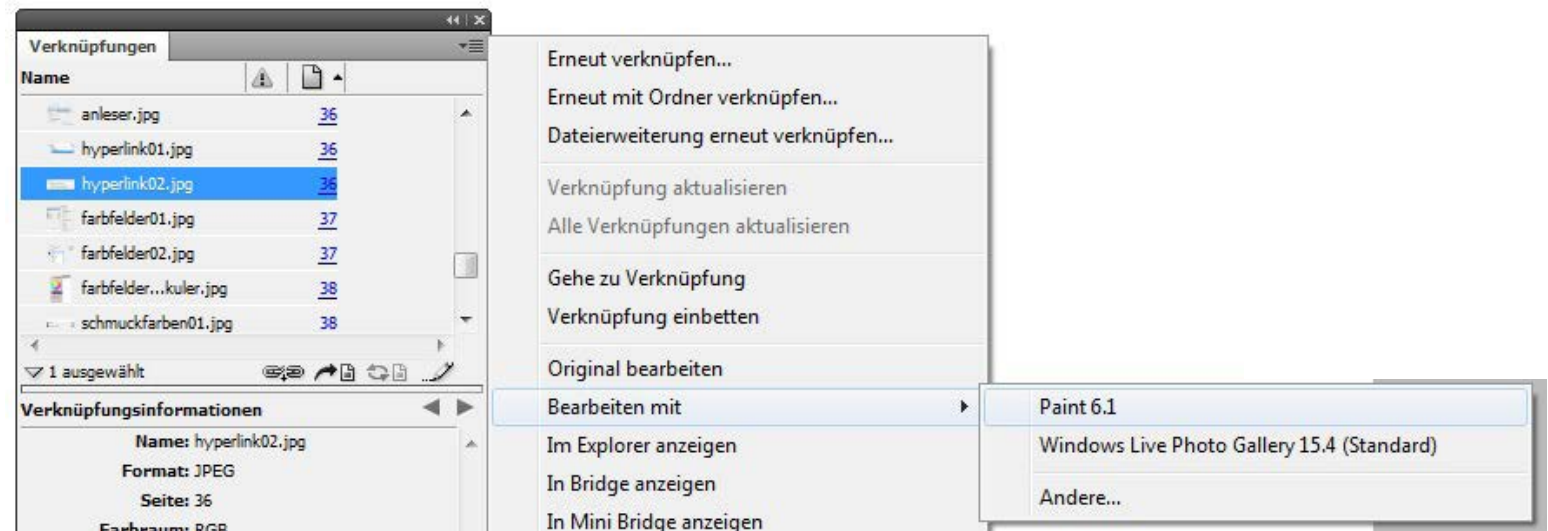 Verknüpfungen
Name
anleser.jpg 36
hyperlink01.jpg 36
hyperlink02.jpg 36
farbfelder01.jpg 37
farbfelder02.jpg 37
farbfelder...kuler.jpg 38
schmuckfarben01.jpg 38
1 ausgewählt
Verknüpfungsinformationen
Name: hyperlink02.jpg
Format: JPEG
Seite: 36
Farbraum: RGB
Erneut verknüpfen...
Erneut mit Ordner verknüpfen...
Dateierweiterung erneut verknüpfen...
Verknüpfung aktualisieren
Alle Verknüpfungen aktualisieren
Gehe zu Verknüpfung
Verknüpfung einbetten
Original bearbeiten
Bearbeiten mit
Im Explorer anzeigen
In Bridge anzeigen
In Mini Bridge anzeigen
Paint 6.1
Windows Live Photo Gallery 15.4 (Standard)
Andere...